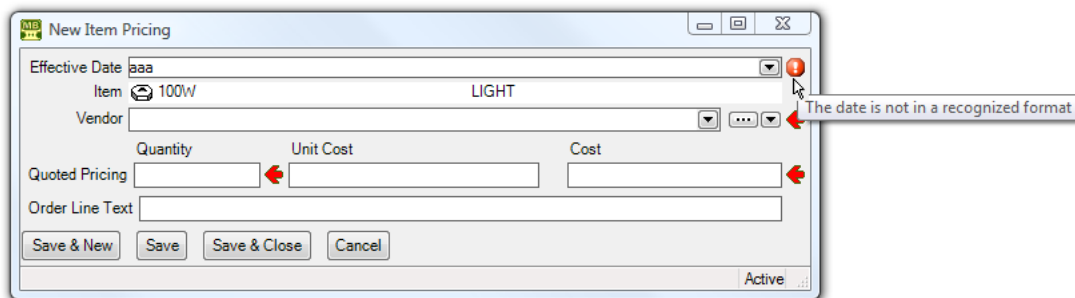 MB
New Item Pricing
Effective Date aaa
Item 100W LIGHT
The date is not in a recognized format
Vendor
Quantity Unit Cost Cost
Quoted Pricing
Order Line Text
Save & New Save Save & Close Cancel
Active